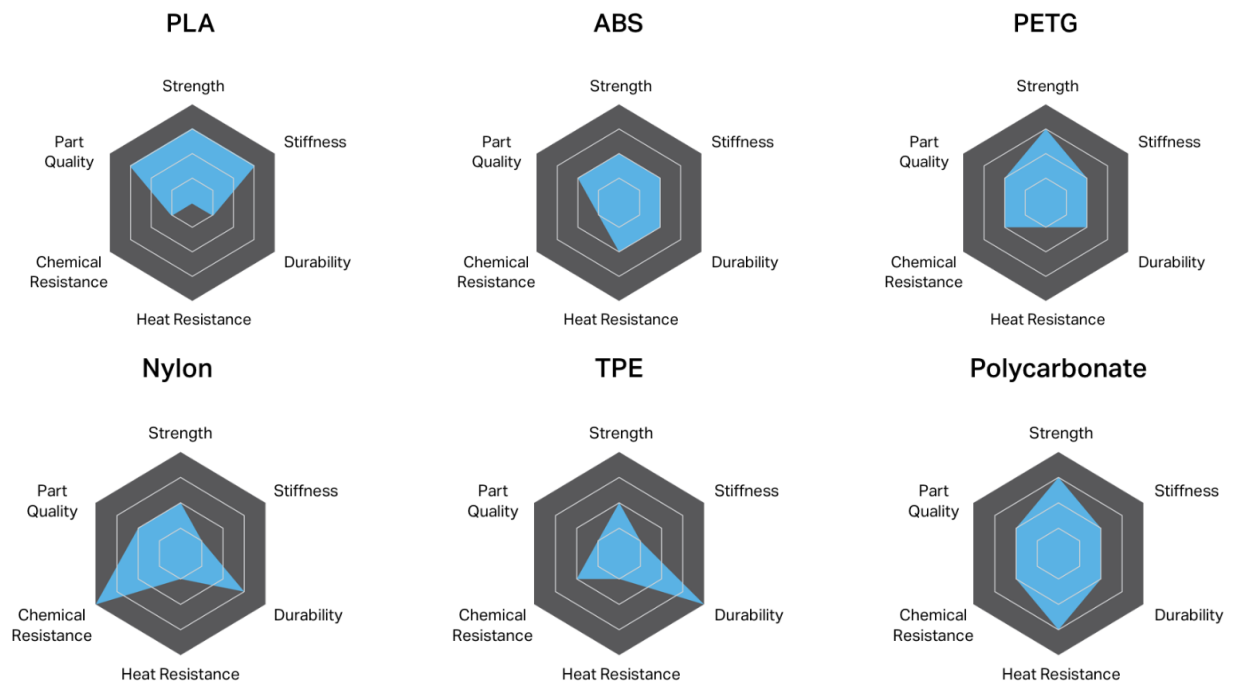 PLA
Strength
Stiffness
Durability
Heat Resistance
Chemical
Resistance
Part
Quality
ABS
Strength
Stiffness
Durability
Heat Resistance
Chemical
Resistance
Part
Quality
PETG
Strength
Stiffness
Durability
Heat Resistance
Chemical
Resistance
Part
Quality
Nylon
Strength
Stiffness
Durability
Heat Resistance
Chemical
Resistance
Part
Quality
TPE
Strength
Stiffness
Durability
Heat Resistance
Chemical
Resistance
Part
Quality
Polycarbonate
Strength
Stiffness
Durability
Heat Resistance
Chemical
Resistance
Part
Quality